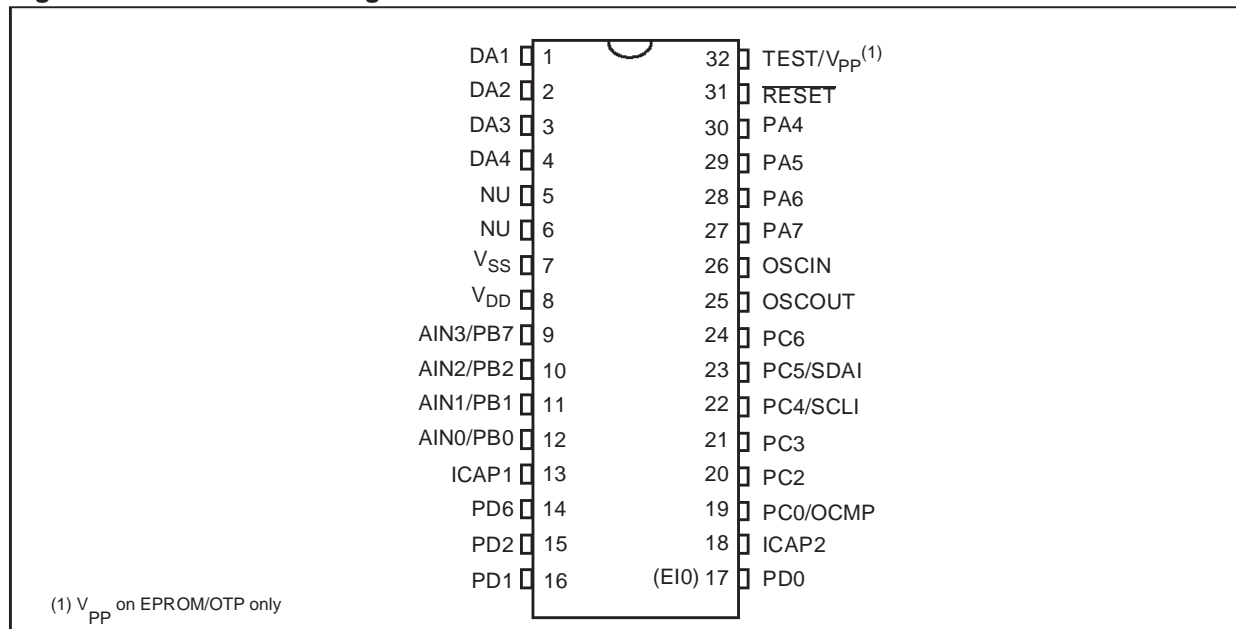 DA1 1
DA2 2
DA3 3
DA4 4
NU 5
NU 6
VSS 7
VDD 8
AIN3/PB7 9
AIN2/PB2 10
AIN1/PB1 11
AIN0/PB0 12
ICAP1 13
PD6 14
PD2 15
PD1 16
32 TEST/VPP(1)
31 RESET
30 PA4
29 PA5
28 PA6
27 PA7
26 OSCIN
25 OSCOUT
24 PC6
23 PC5/SDAI
22 PC4/SCLI
21 PC3
20 PC2
19 PC0/OCMP
18 ICAP2
(EI0) 17 PD0
(1) VPP on EPROM/OTP only